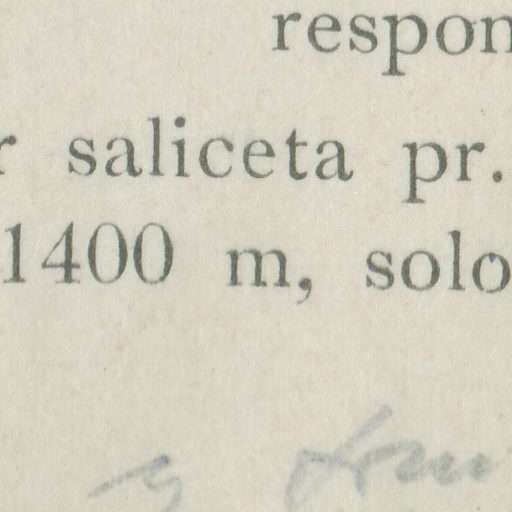 respon
r saliceta pr.
1400 m, solo